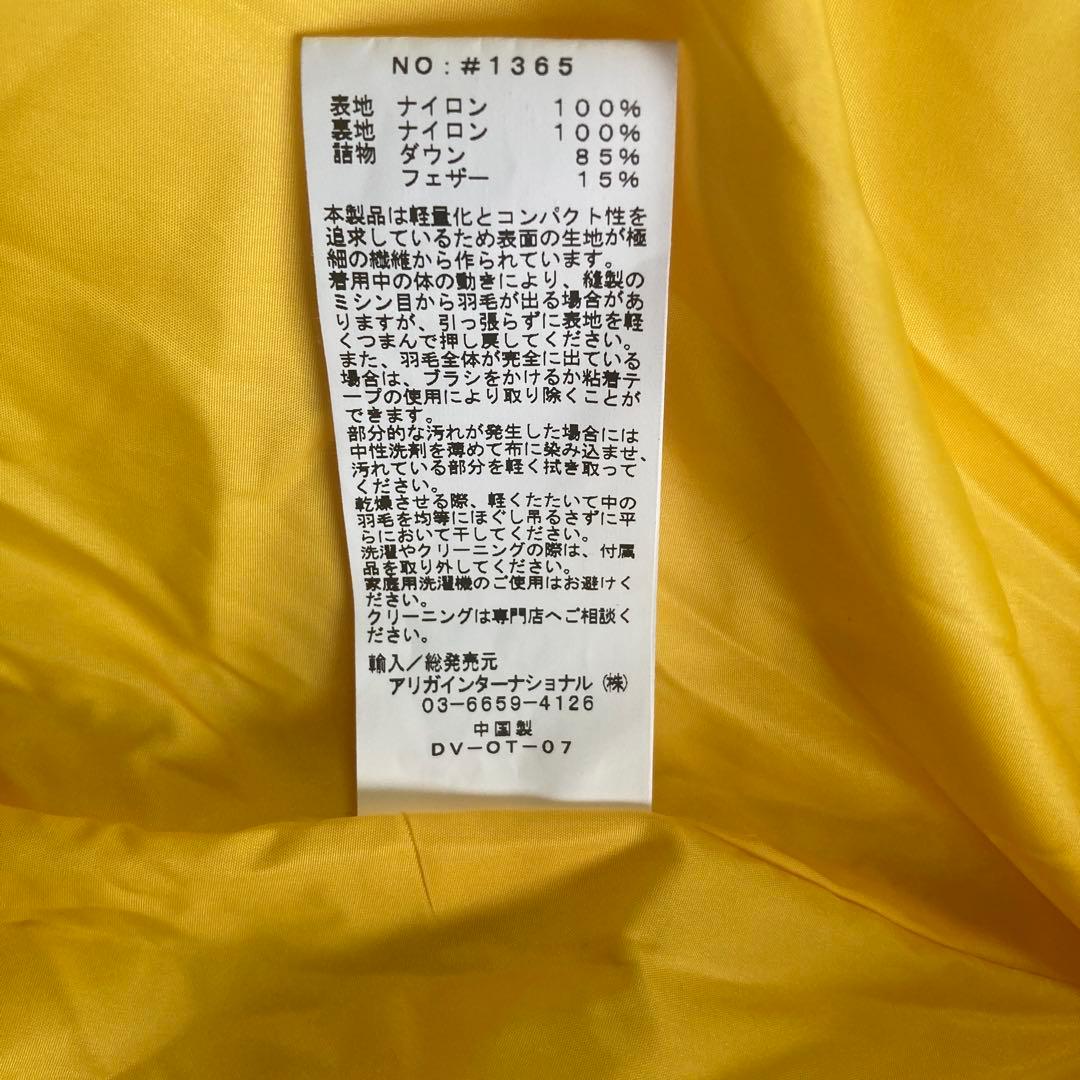 NO:#1365
表地 ナイロン 100%
裏地 ナイロン 100%
詰物 ダウン 85%
フェザー 15%
本製品は軽量化とコンパクト性を
追求しているため表面の生地が極
細の繊維から作られています。
着用中の体の動きにより、縫製の
ミシン目から羽毛が出る場合があ
りますが、引っ張らずに表地を軽
くつまんで押し戻してください。
また、羽毛全体が完全に出ている
場合は、ブラシをかけるか粘着テ
ープの使用により取り除くことが
できます。
部分的な汚れが発生した場合には
中性洗剤を薄めて布に染み込ませ、
汚れている部分を軽く拭き取って
ください。
乾燥させる際、軽くたたいて中の
羽毛を均等にほぐし吊るさずに平
らにおいて干してください。
洗濯やクリーニングの際は、付属
品を取り外してください。
家庭用洗濯機のご使用はお避けく
ださい。
クリーニングは専門店へご相談く
ださい。
輸入/総発売元
アリガインターナショナル(株)
03-6659-4126
中国製
DV-OT-07